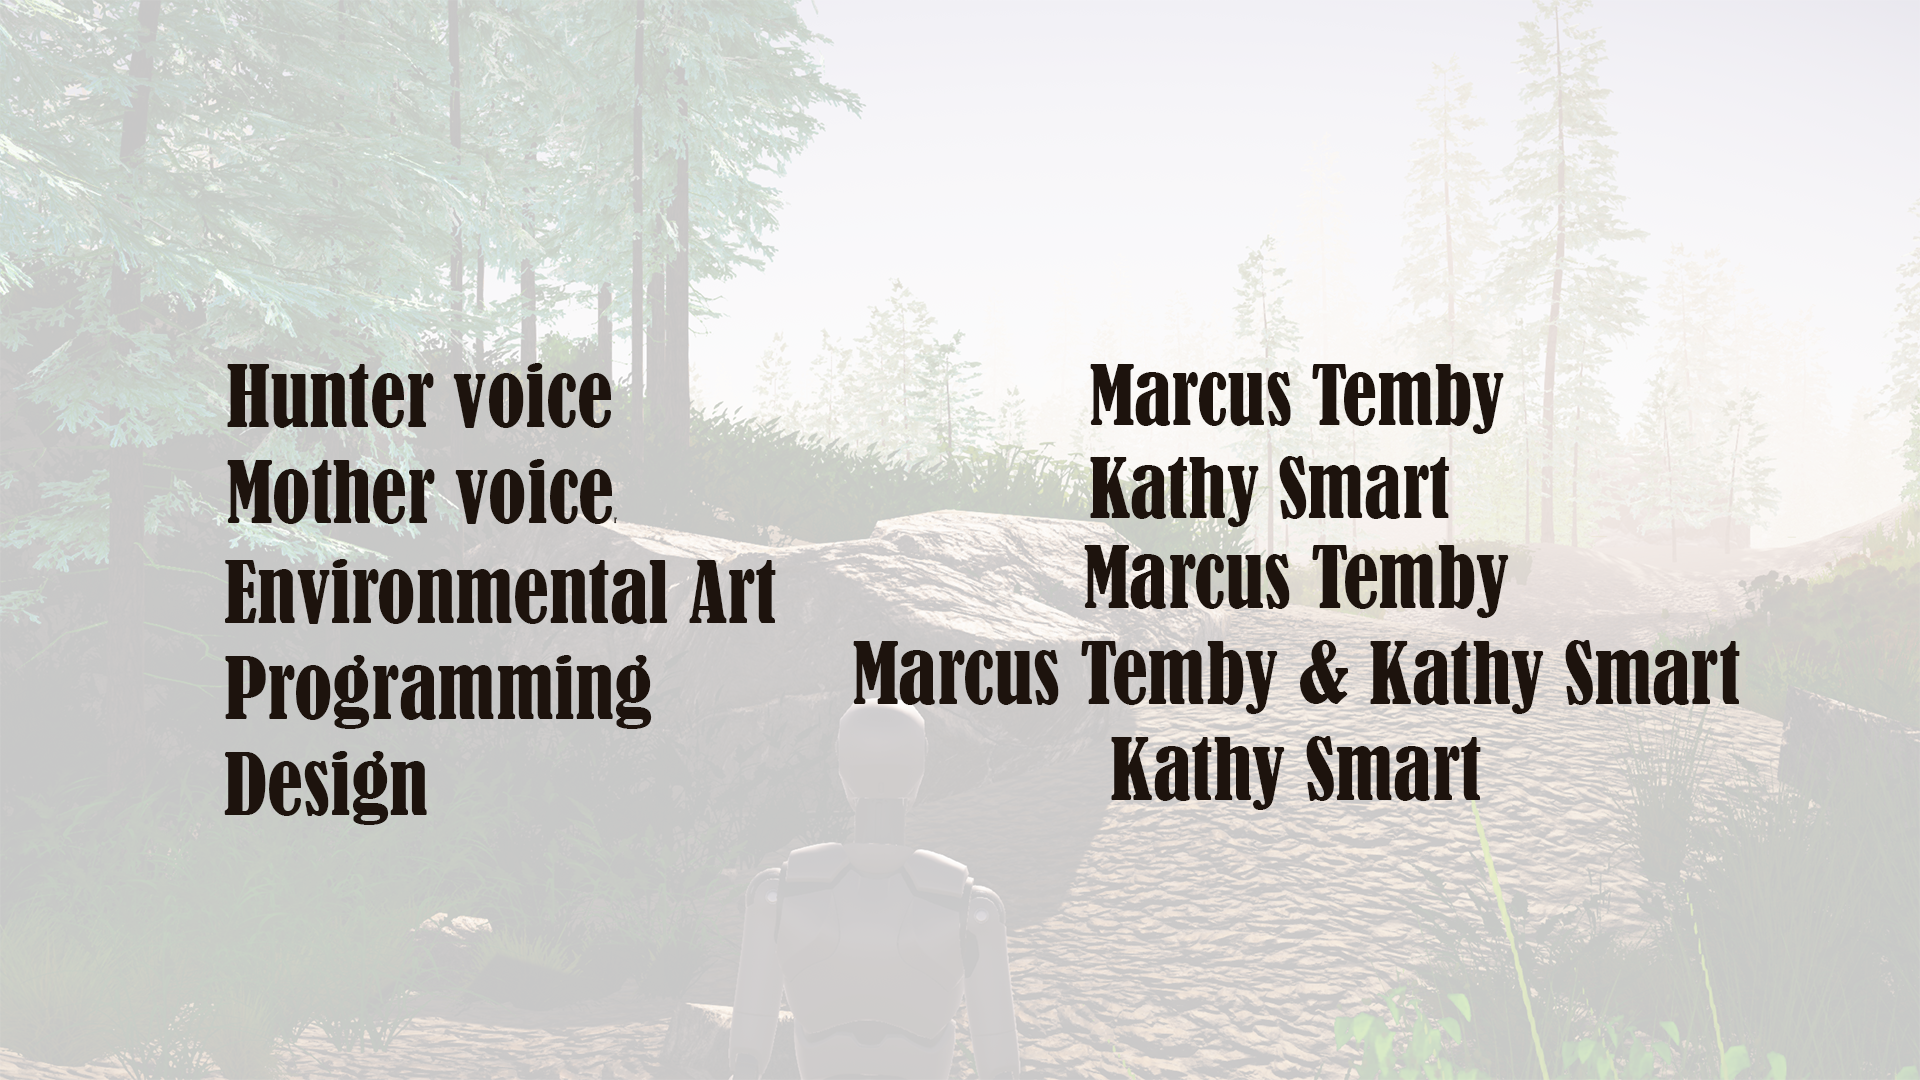 Hunter voice Marcus Temby
Mother voice Kathy Smart
Environmental Art Marcus Temby
Programming Marcus Temby & Kathy Smart
Design Kathy Smart